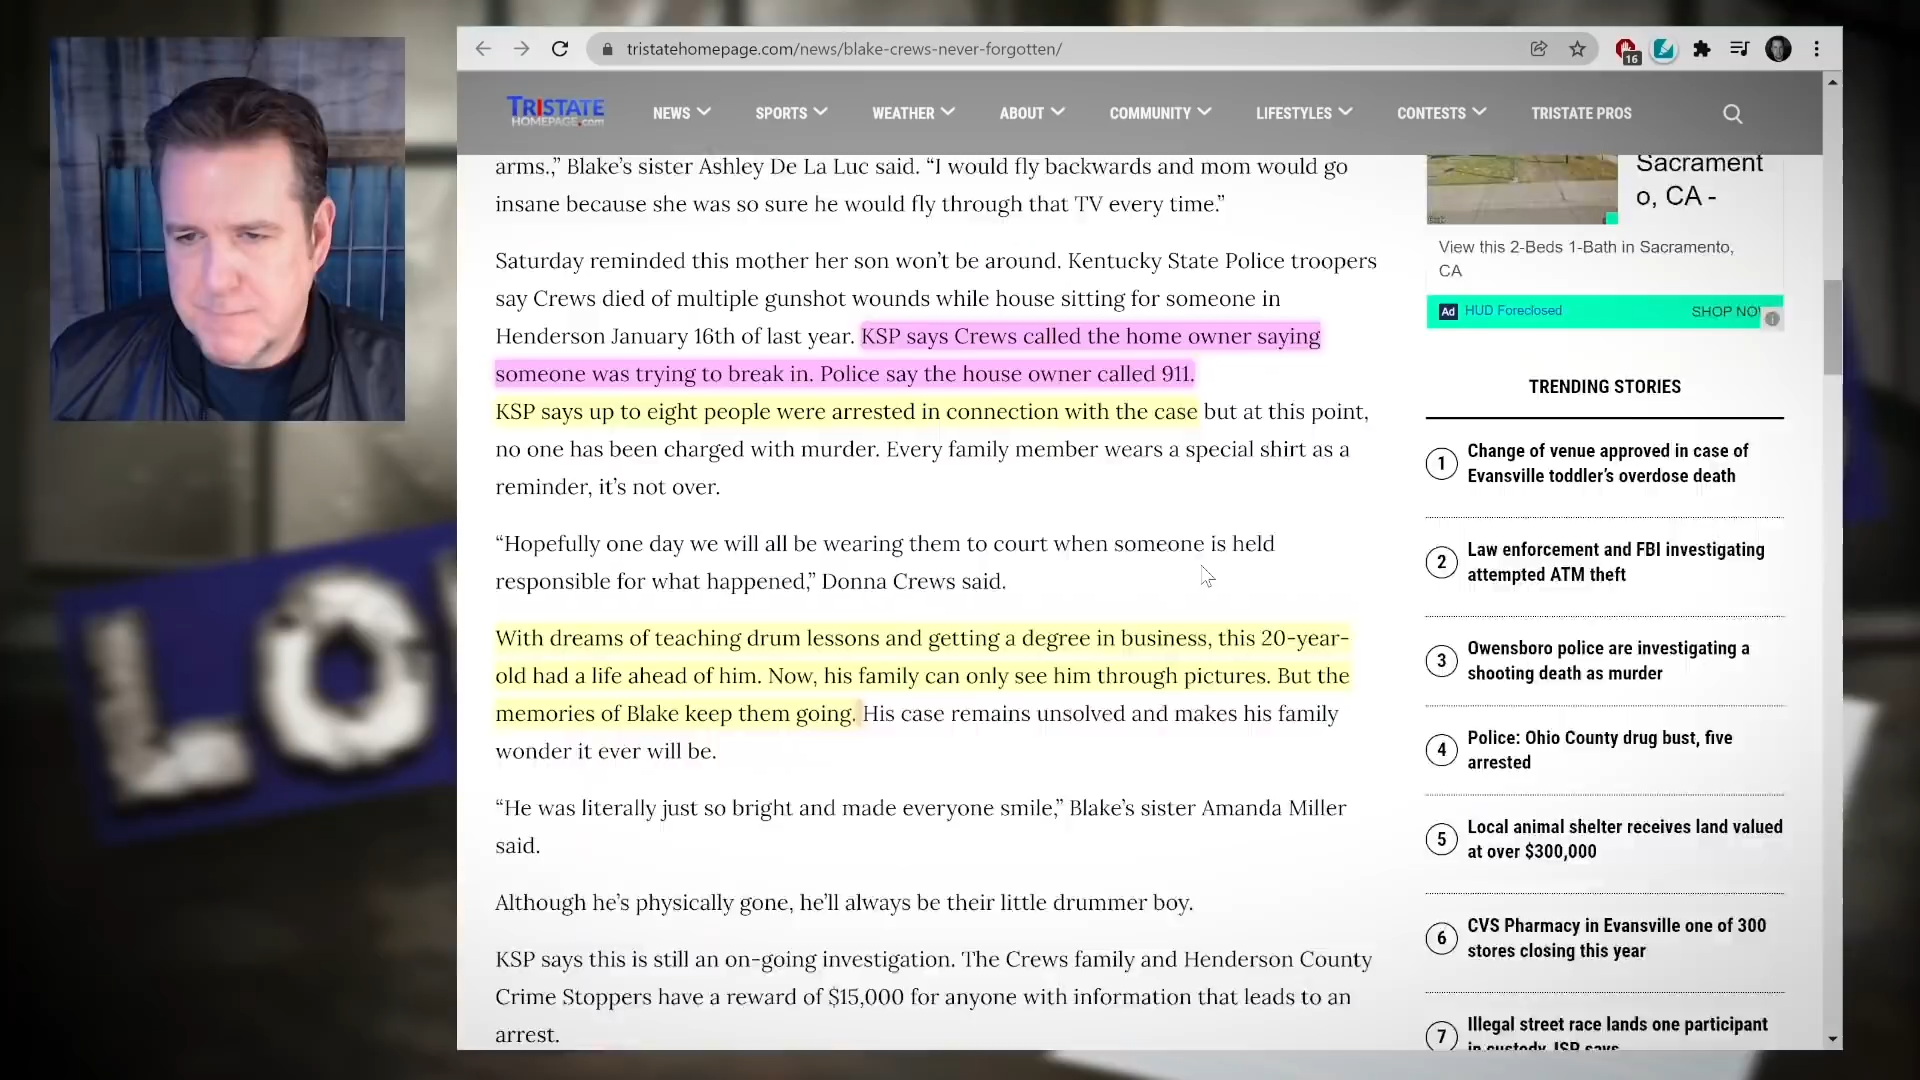 tristatehomepage.com/news/blake-crews-never-forgotten/
16
TRISTATE
HOMEPAGE.com
NEWS
SPORTS
WEATHER
ABOUT
COMMUNITY
LIFESTYLES
CONTESTS
TRISTATE PROS
arms.,” Blake’s sister Ashley De La Luc said. “I would fly backwards and mom would go
insane because she was so sure he would fly through that TV every time.”
Saturday reminded this mother her son won’t be around. Kentucky State Police troopers
say Crews died of multiple gunshot wounds while house sitting for someone in
Henderson January 16th of last year. KSP says Crews called the home owner saying
someone was trying to break in. Police say the house owner called 911.
KSP says up to eight people were arrested in connection with the case but at this point,
no one has been charged with murder. Every family member wears a special shirt as a
reminder, it’s not over.
“Hopefully one day we will all be wearing them to court when someone is held
responsible for what happened,” Donna Crews said.
With dreams of teaching drum lessons and getting a degree in business, this 20-year-
old had a life ahead of him. Now, his family can only see him through pictures. But the
memories of Blake keep them going. His case remains unsolved and makes his family
wonder it ever will be.
“He was literally just so bright and made everyone smile,” Blake’s sister Amanda Miller
said.
Although he’s physically gone, he’ll always be their little drummer boy.
KSP says this is still an on-going investigation. The Crews family and Henderson County
Crime Stoppers have a reward of $15,000 for anyone with information that leads to an
arrest.
Sacrament
o, CA -
View this 2-Beds 1-Bath in Sacramento,
CA
Ad HUD Foreclosed
SHOP NO
TRENDING STORIES
1 Change of venue approved in case of
Evansville toddler’s overdose death
2 Law enforcement and FBI investigating
attempted ATM theft
3 Owensboro police are investigating a
shooting death as murder
4 Police: Ohio County drug bust, five
arrested
5 Local animal shelter receives land valued
at over $300,000
6 CVS Pharmacy in Evansville one of 300
stores closing this year
7 Illegal street race lands one participant
in custody, ISP says
LO